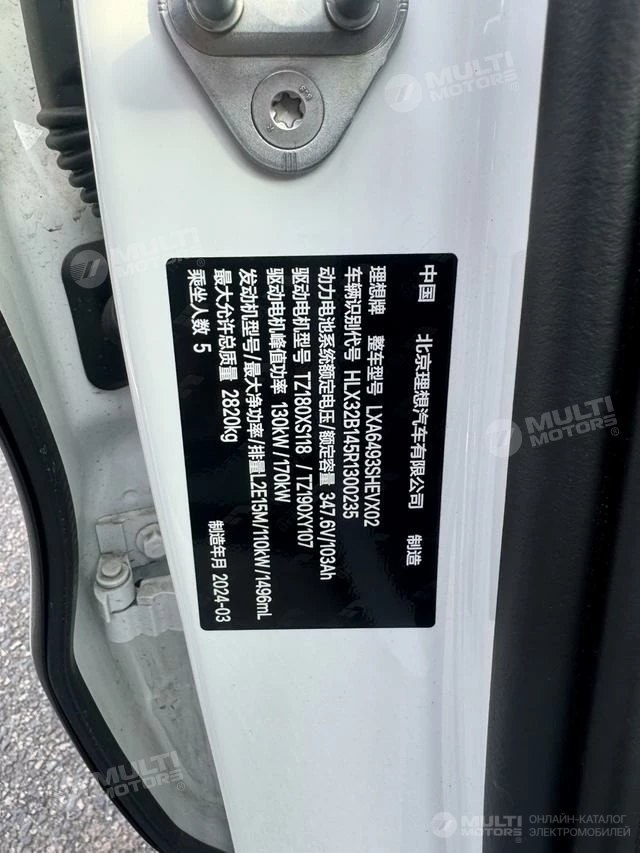 中国 北京理想汽车有限公司 制造
理想牌 整车型号 LXA6493SHEVX02
车辆识别代号 HLX32B145R1300235
动力电池系统额定电压/额定容量 347.6V/103Ah
驱动电机型号 TZ180XS118 / TZ190XY107
驱动电机峰值功率 130kW / 170kW
发动机型号/最大净功率/排量 L2E15M/110kW/1496mL
最大允许总质量 2820kg
乘坐人数 5 制造年月 2024-03
MULTI MOTORS
MULTI MOTORS
MULTI MOTORS
MULTI MOTORS
MULTI MOTORS
ОНЛАЙН-КАТАЛОГ
ЭЛЕКТРОМОБИЛЕЙ